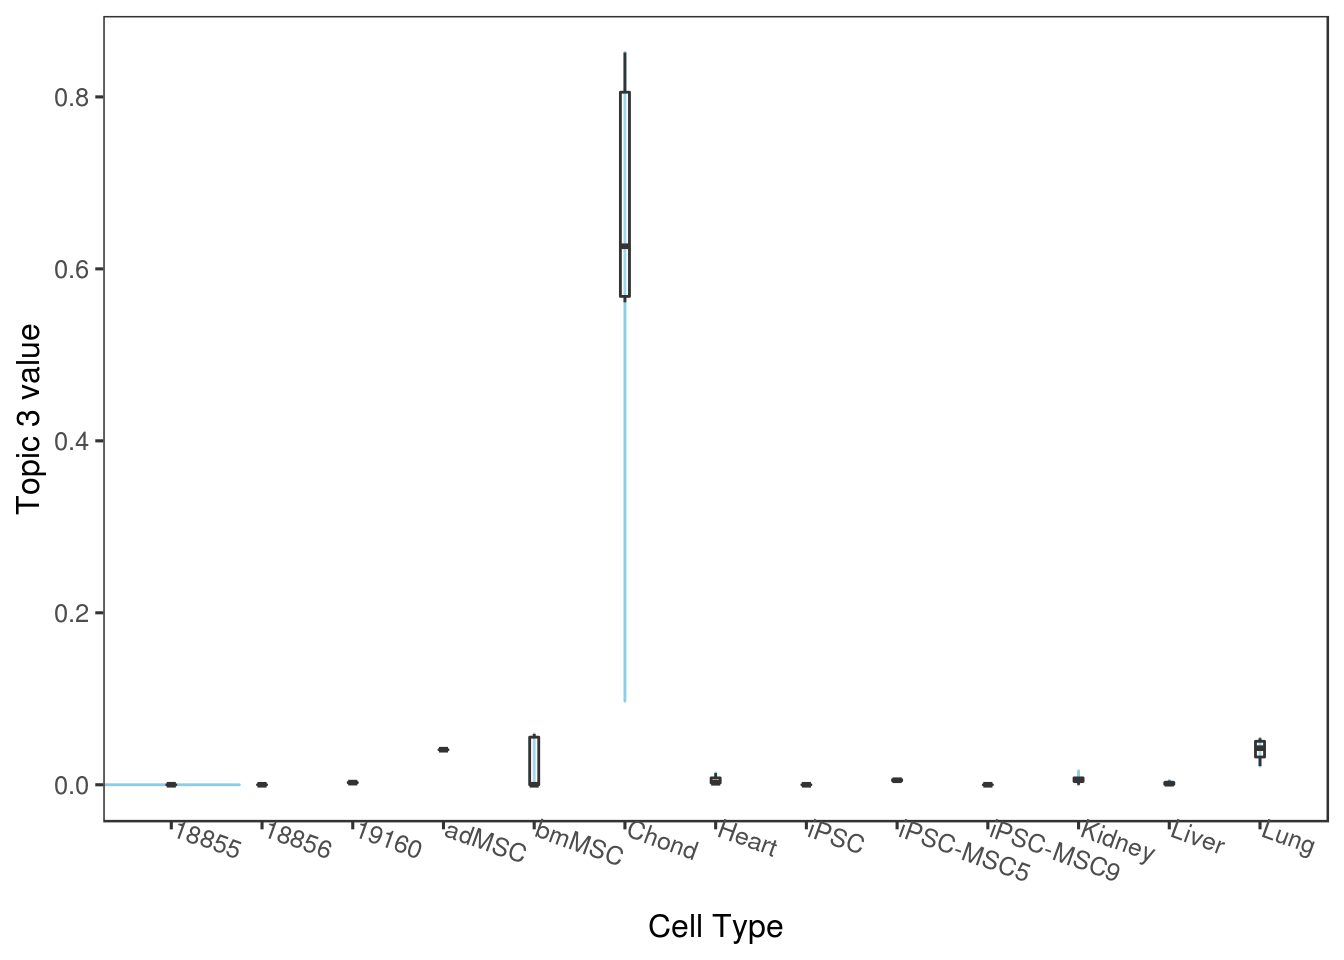 0.8
0.6
0.4
0.2
0.0
Topic 3 value
18855
18856
19160
adMSC
bmMSC
Chond
Heart
iPSC
iPSC-MSC5
iPSC-MSC9
Kidney
Liver
Lung
Cell Type